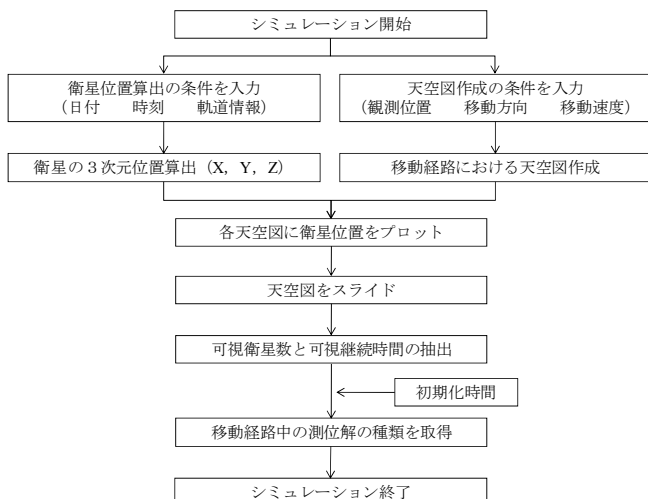 シミュレーション開始
衛星位置算出の条件を入力
（日付　時刻　軌道情報）
天空図作成の条件を入力
（観測位置　移動方向　移動速度）
衛星の３次元位置算出（X，Y，Z）
移動経路における天空図作成
各天空図に衛星位置をプロット
天空図をスライド
可視衛星数と可視継続時間の抽出
初期化時間
移動経路中の測位解の種類を取得
シミュレーション終了